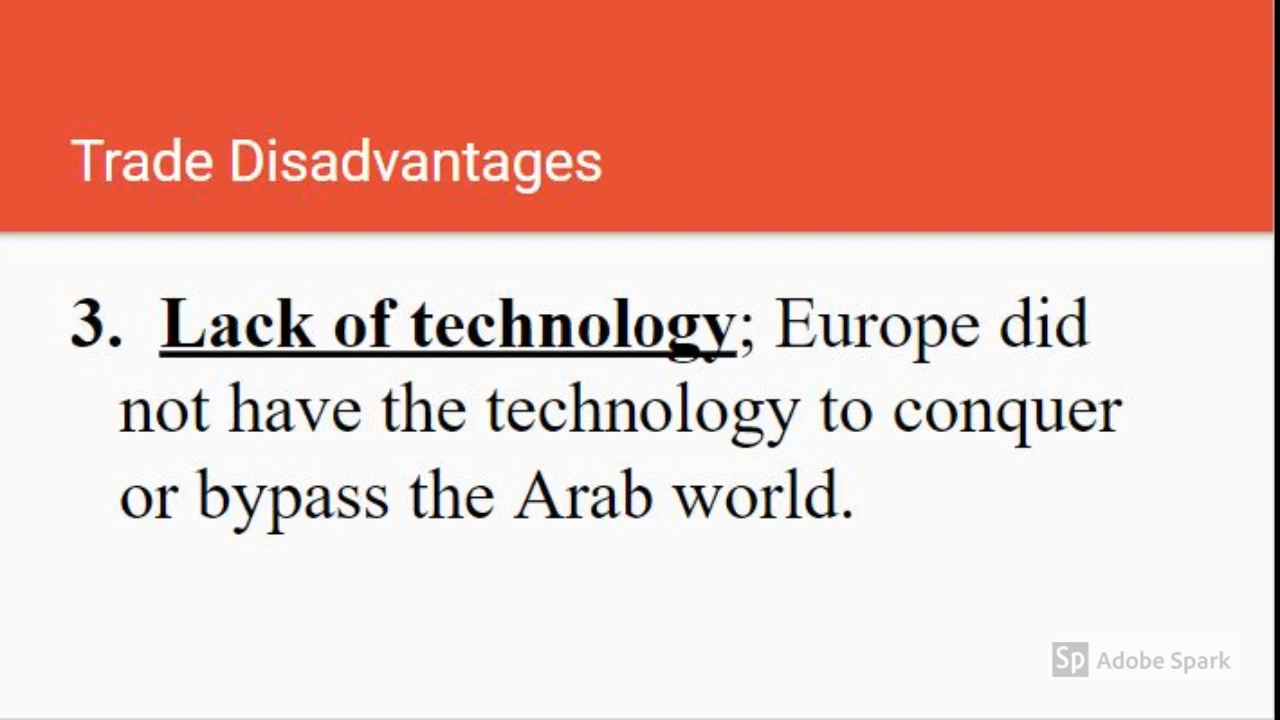 Trade Disadvantages
3. Lack of technology; Europe did
not have the technology to conquer
or bypass the Arab world.
Sp Adobe Spark